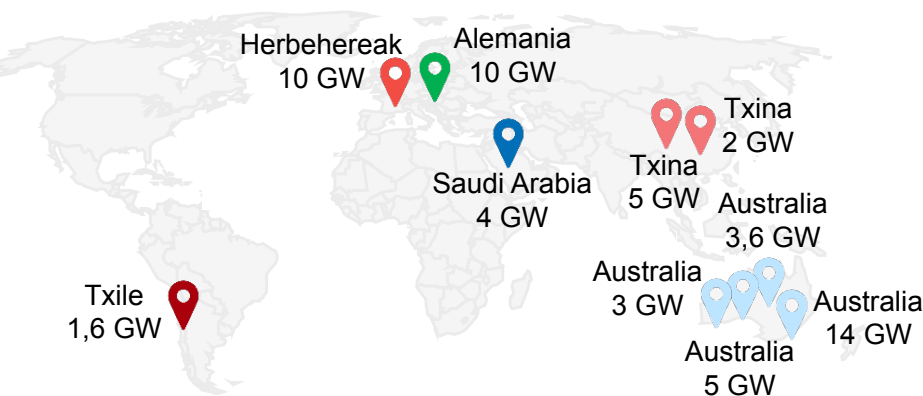 Herbehereak
10 GW
Alemania
10 GW
Txina
2 GW
Txina
5 GW
Saudi Arabia
4 GW
Australia
3,6 GW
Australia
3 GW
Txile
1,6 GW
Australia
14 GW
Australia
5 GW